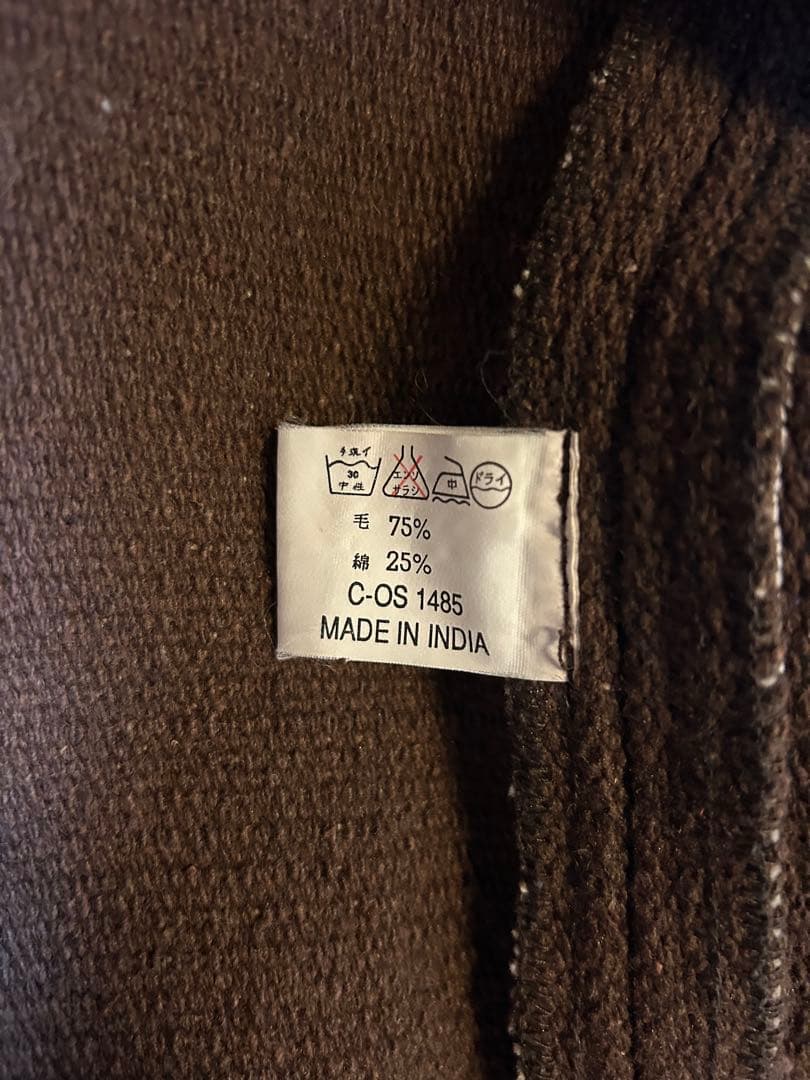 手洗イ
30
中性
エンソ
サラシ
中
ドライ
毛 75%
綿 25%
C-OS 1485
MADE IN INDIA